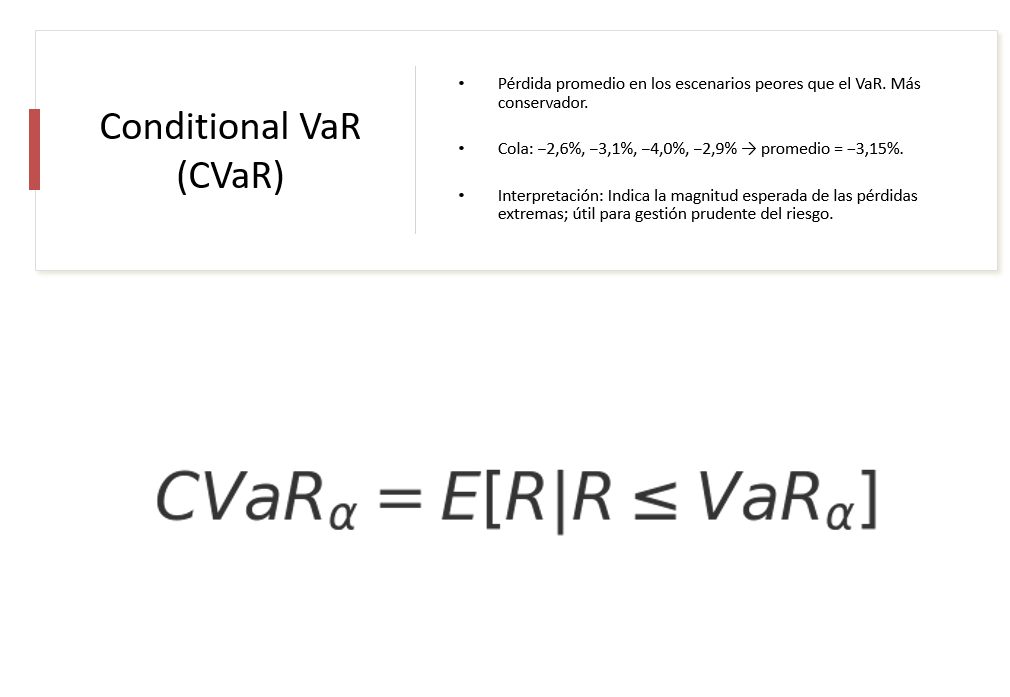 Conditional VaR
(CVaR)
• Pérdida promedio en los escenarios peores que el VaR. Más
conservador.
• Cola: −2,6%, −3,1%, −4,0%, −2,9% → promedio = −3,15%.
• Interpretación: Indica la magnitud esperada de las pérdidas
extremas; útil para gestión prudente del riesgo.
CVaR_α = E[R|R ≤ VaR_α]